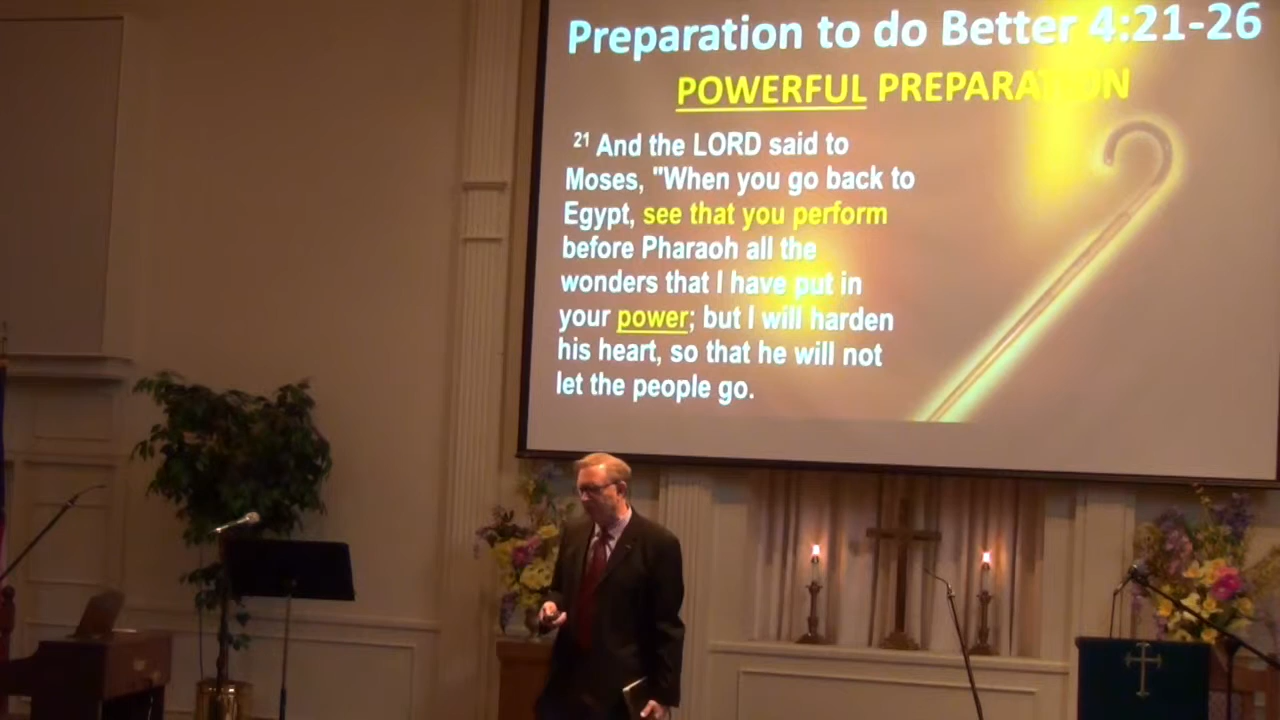 Preparation to do Better 4:21-26
POWERFUL PREPARATION
21 And the LORD said to
Moses, "When you go back to
Egypt, see that you perform
before Pharaoh all the
wonders that I have put in
your power; but I will harden
his heart, so that he will not
let the people go.